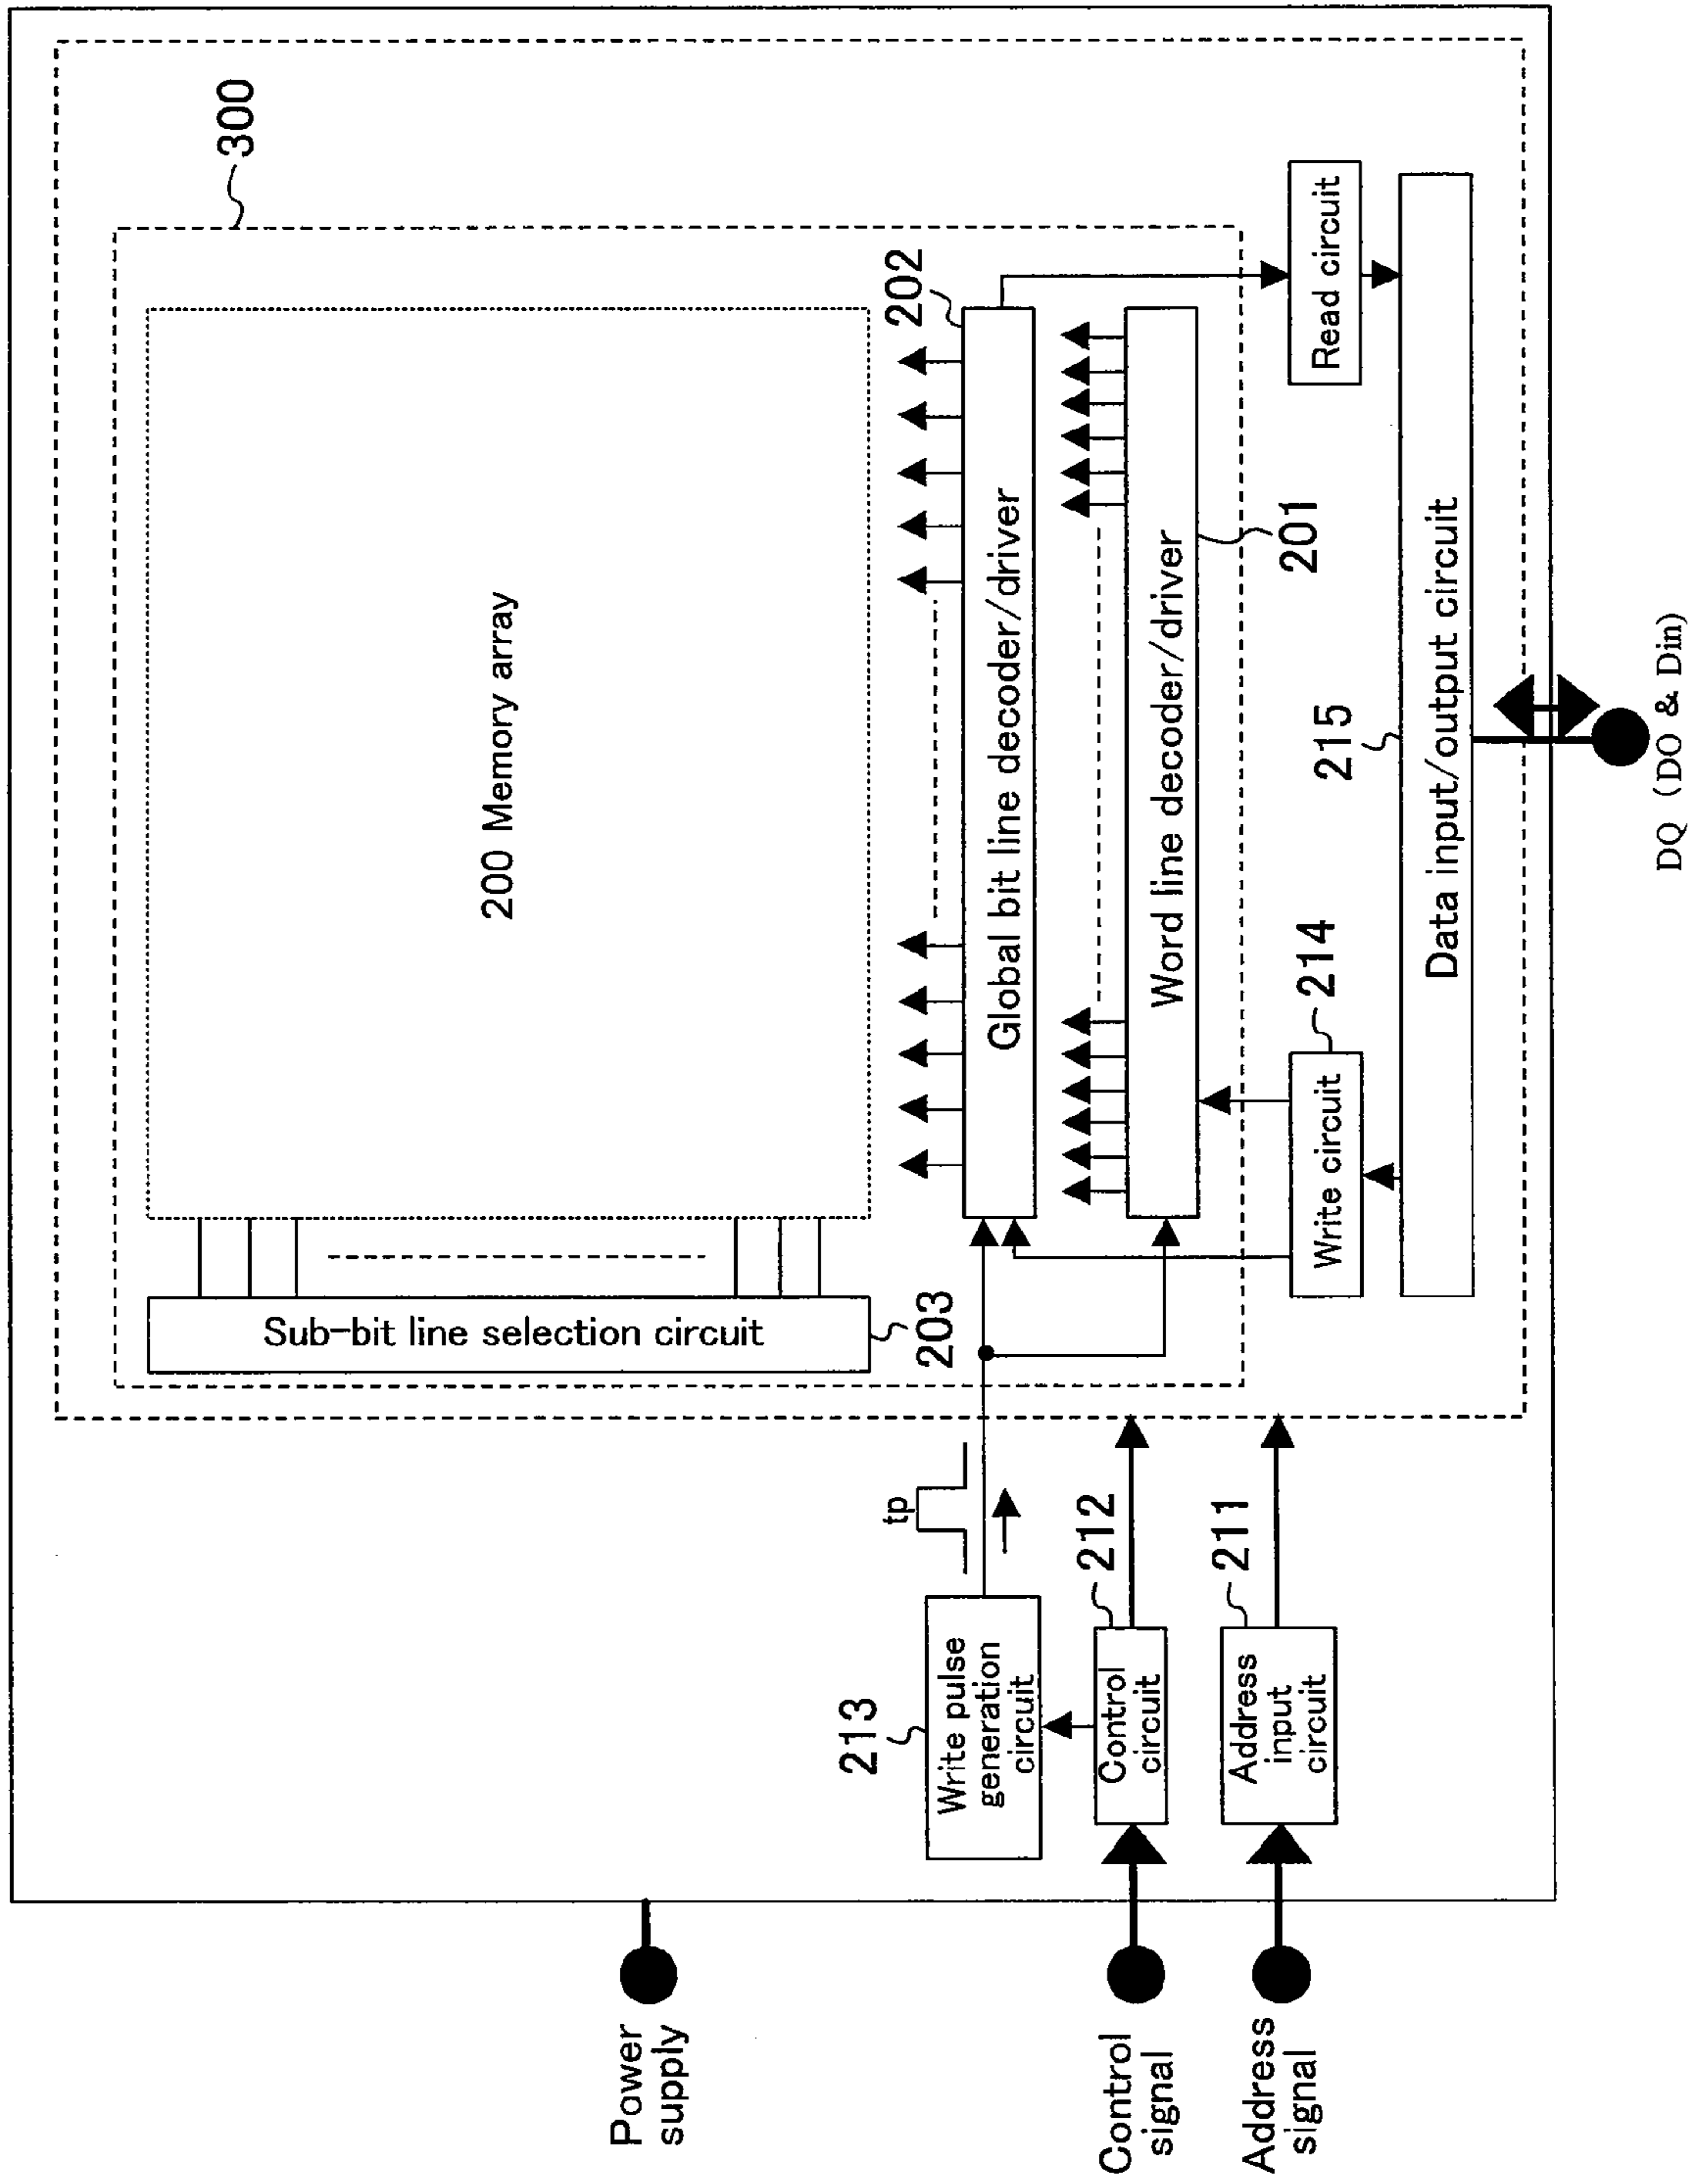 300
200 Memory array
Sub-bit line selection circuit
203
202
Global bit line decoder/driver
Word line decoder/driver
201
tp
213
Write pulse
generation
circuit
212
Control
circuit
211
Address
input
circuit
Write circuit
214
Read circuit
215
Data input/output circuit
Power
supply
Control
signal
Address
signal
DQ (DO & Din)